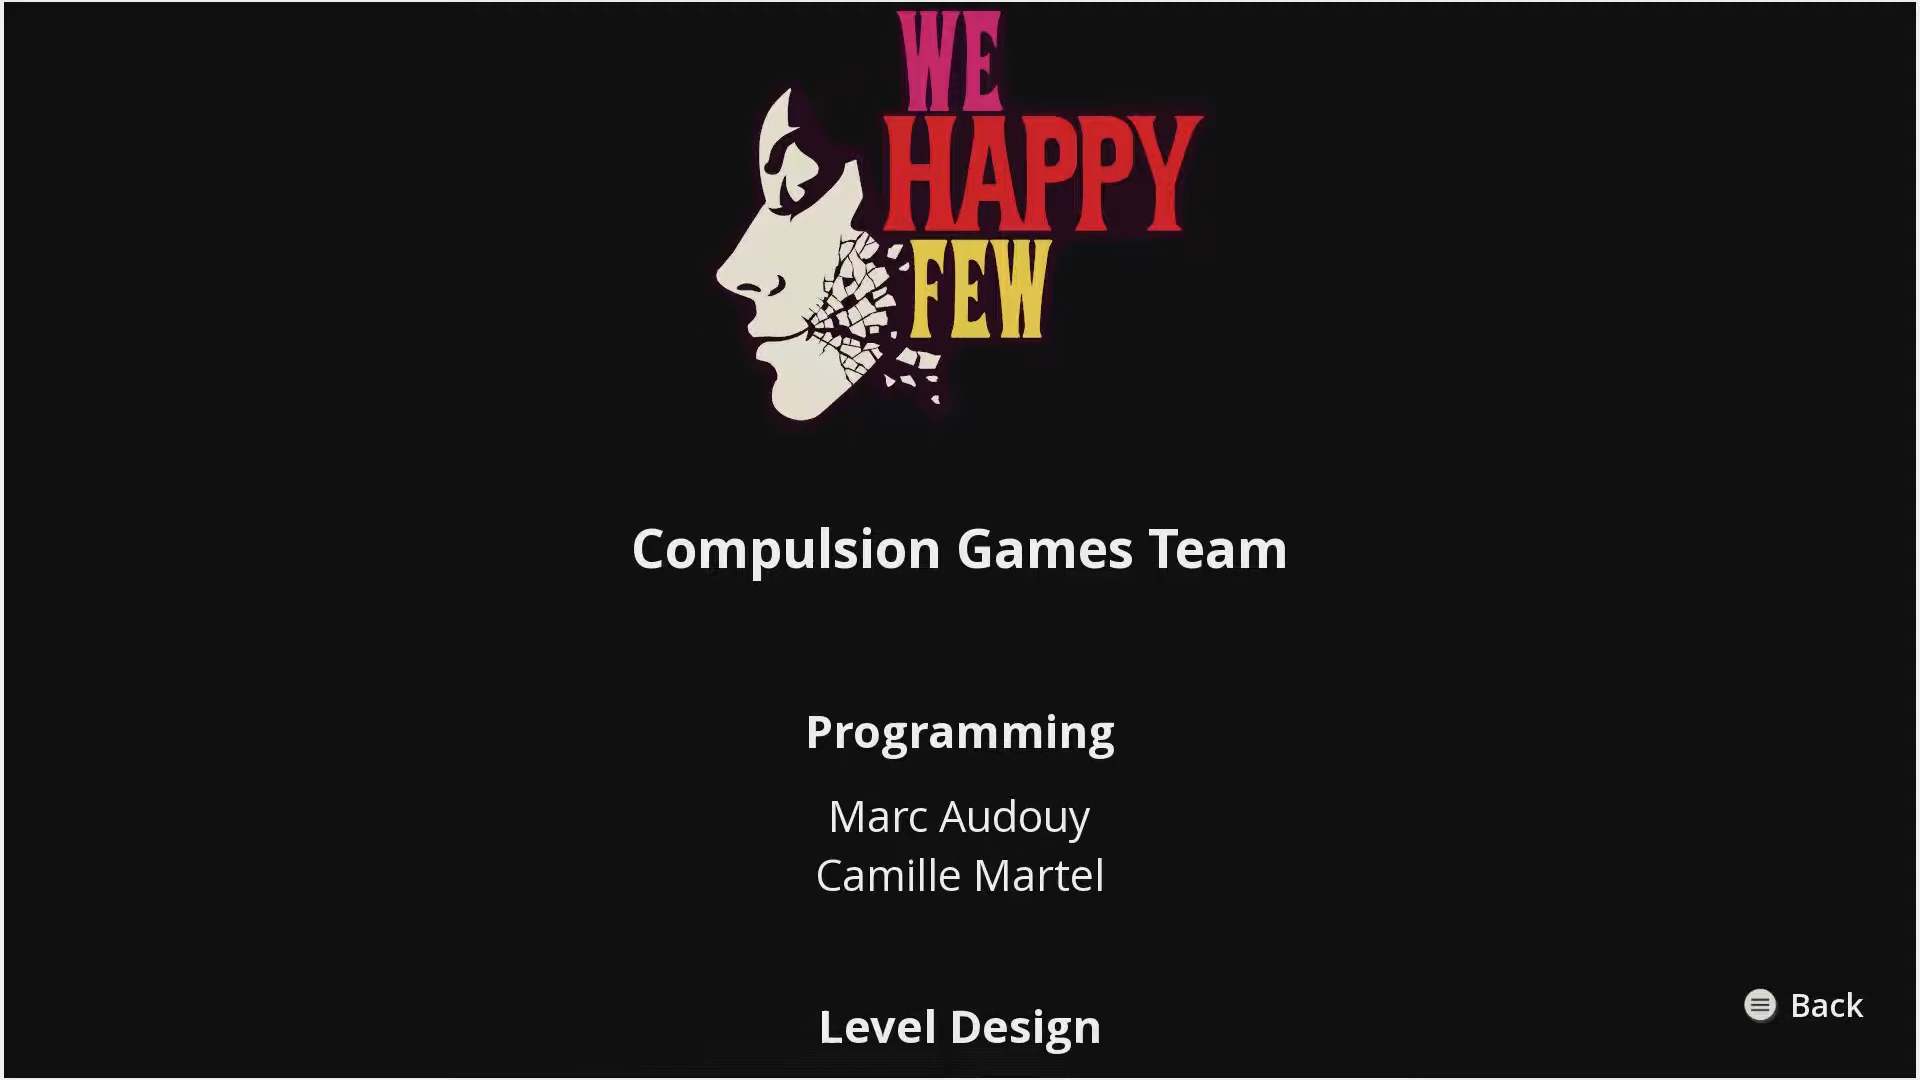 WE
HAPPY
FEW
Compulsion Games Team
Programming
Marc Audouy
Camille Martel
Level Design
Back